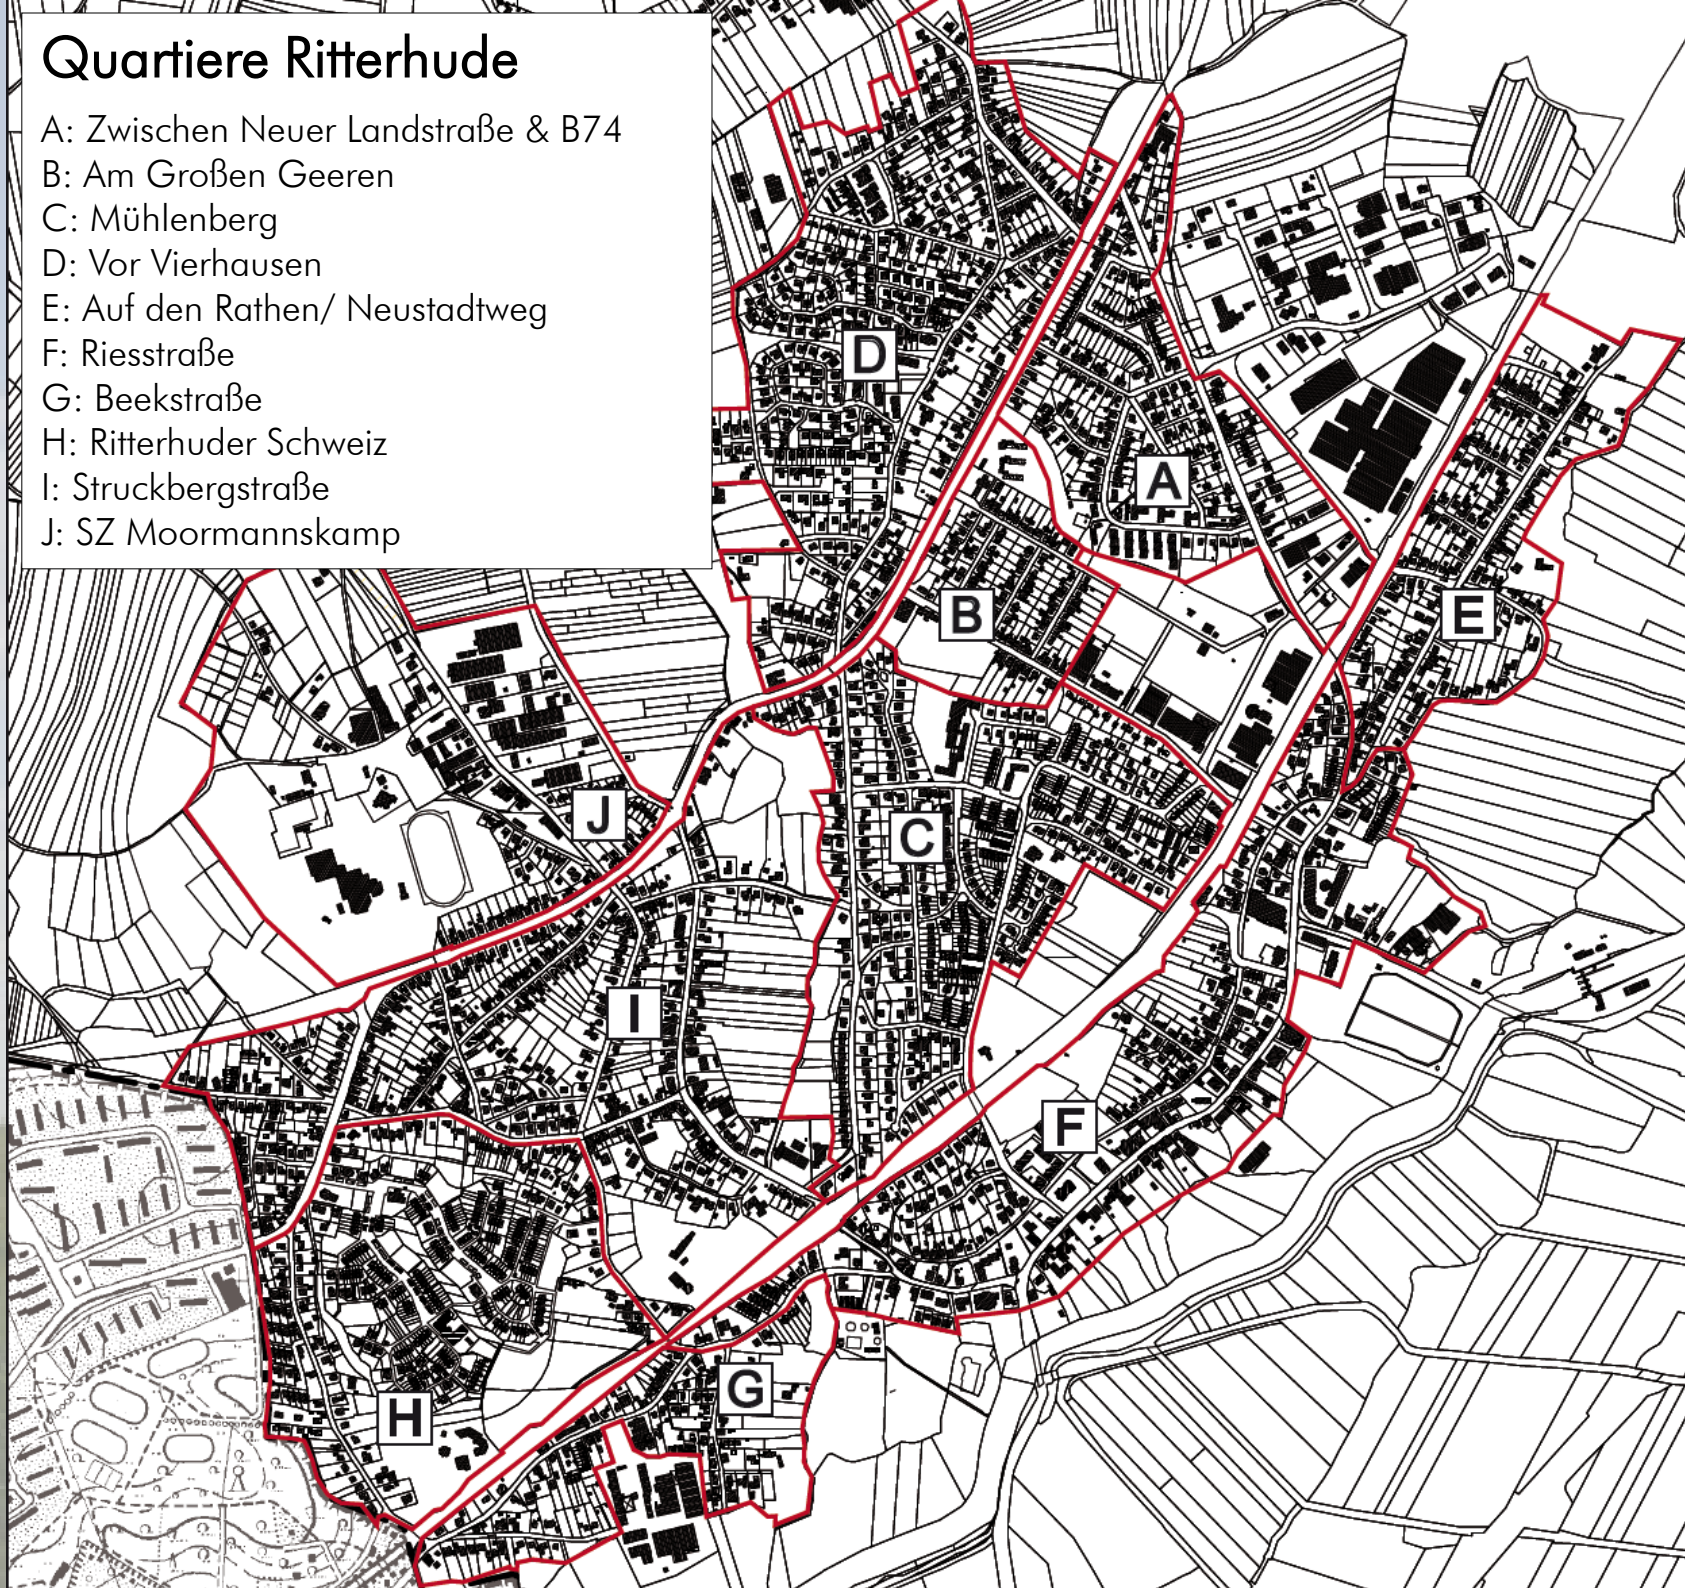 Quartiere Ritterhude
A: Zwischen Neuer Landstraße & B74
B: Am Großen Geeren
C: Mühlenberg
D: Vor Vierhausen
E: Auf den Rathen/ Neustadtweg
F: Riesstraße
G: Beekstraße
H: Ritterhuder Schweiz
I: Struckbergstraße
J: SZ Moormannskamp
D
A
B
E
J
C
I
F
G
H